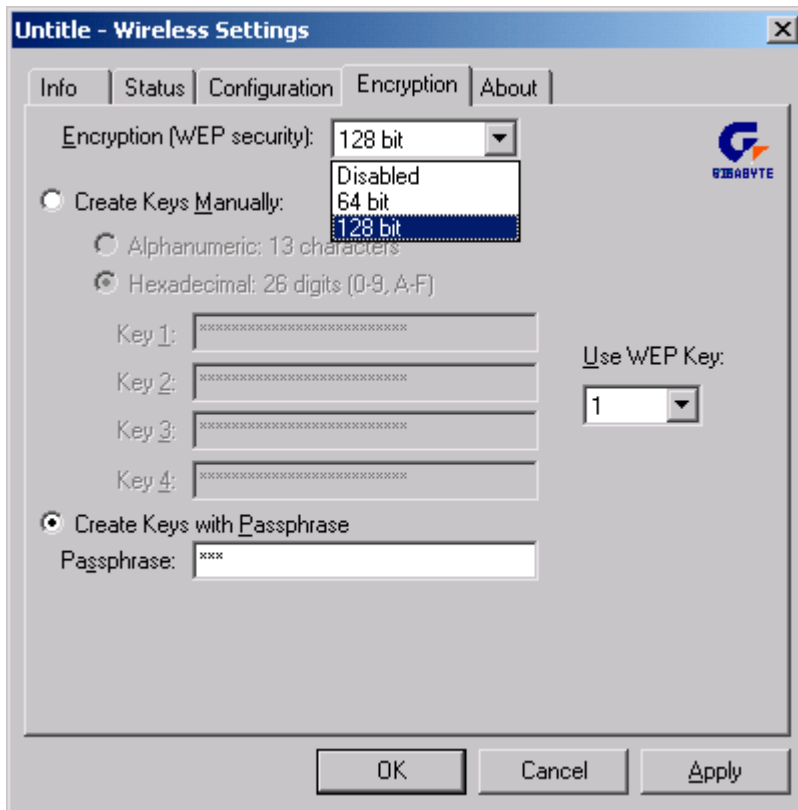 Untitle - Wireless Settings
Info Status Configuration Encryption About
Encryption (WEP security): 128 bit
GIGABYTE
Disabled
64 bit
128 bit
Create Keys Manually:
Alphanumeric: 13 characters
Hexadecimal: 26 digits (0-9, A-F)
Key 1: **************************
Key 2: **************************
Key 3: **************************
Key 4: **************************
Use WEP Key:
1
Create Keys with Passphrase
Passphrase: ***
OK Cancel Apply